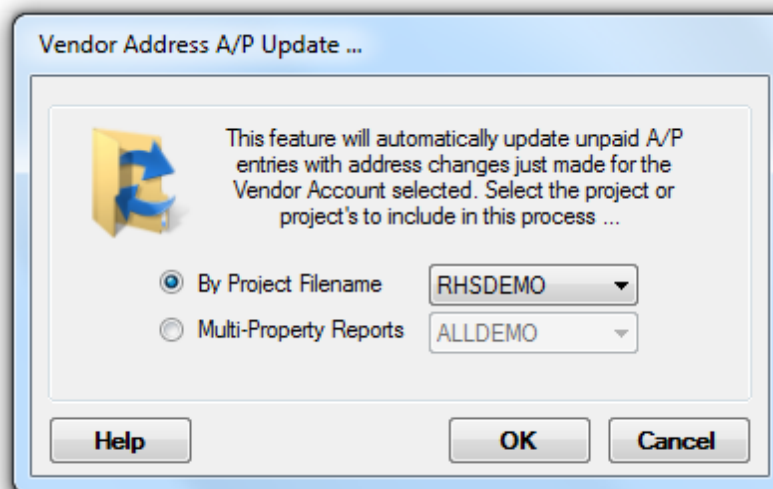 Vendor Address A/P Update ...
This feature will automatically update unpaid A/P
entries with address changes just made for the
Vendor Account selected. Select the project or
project's to include in this process ...
By Project Filename RHSDEMO
Multi-Property Reports ALLDEMO
Help OK Cancel